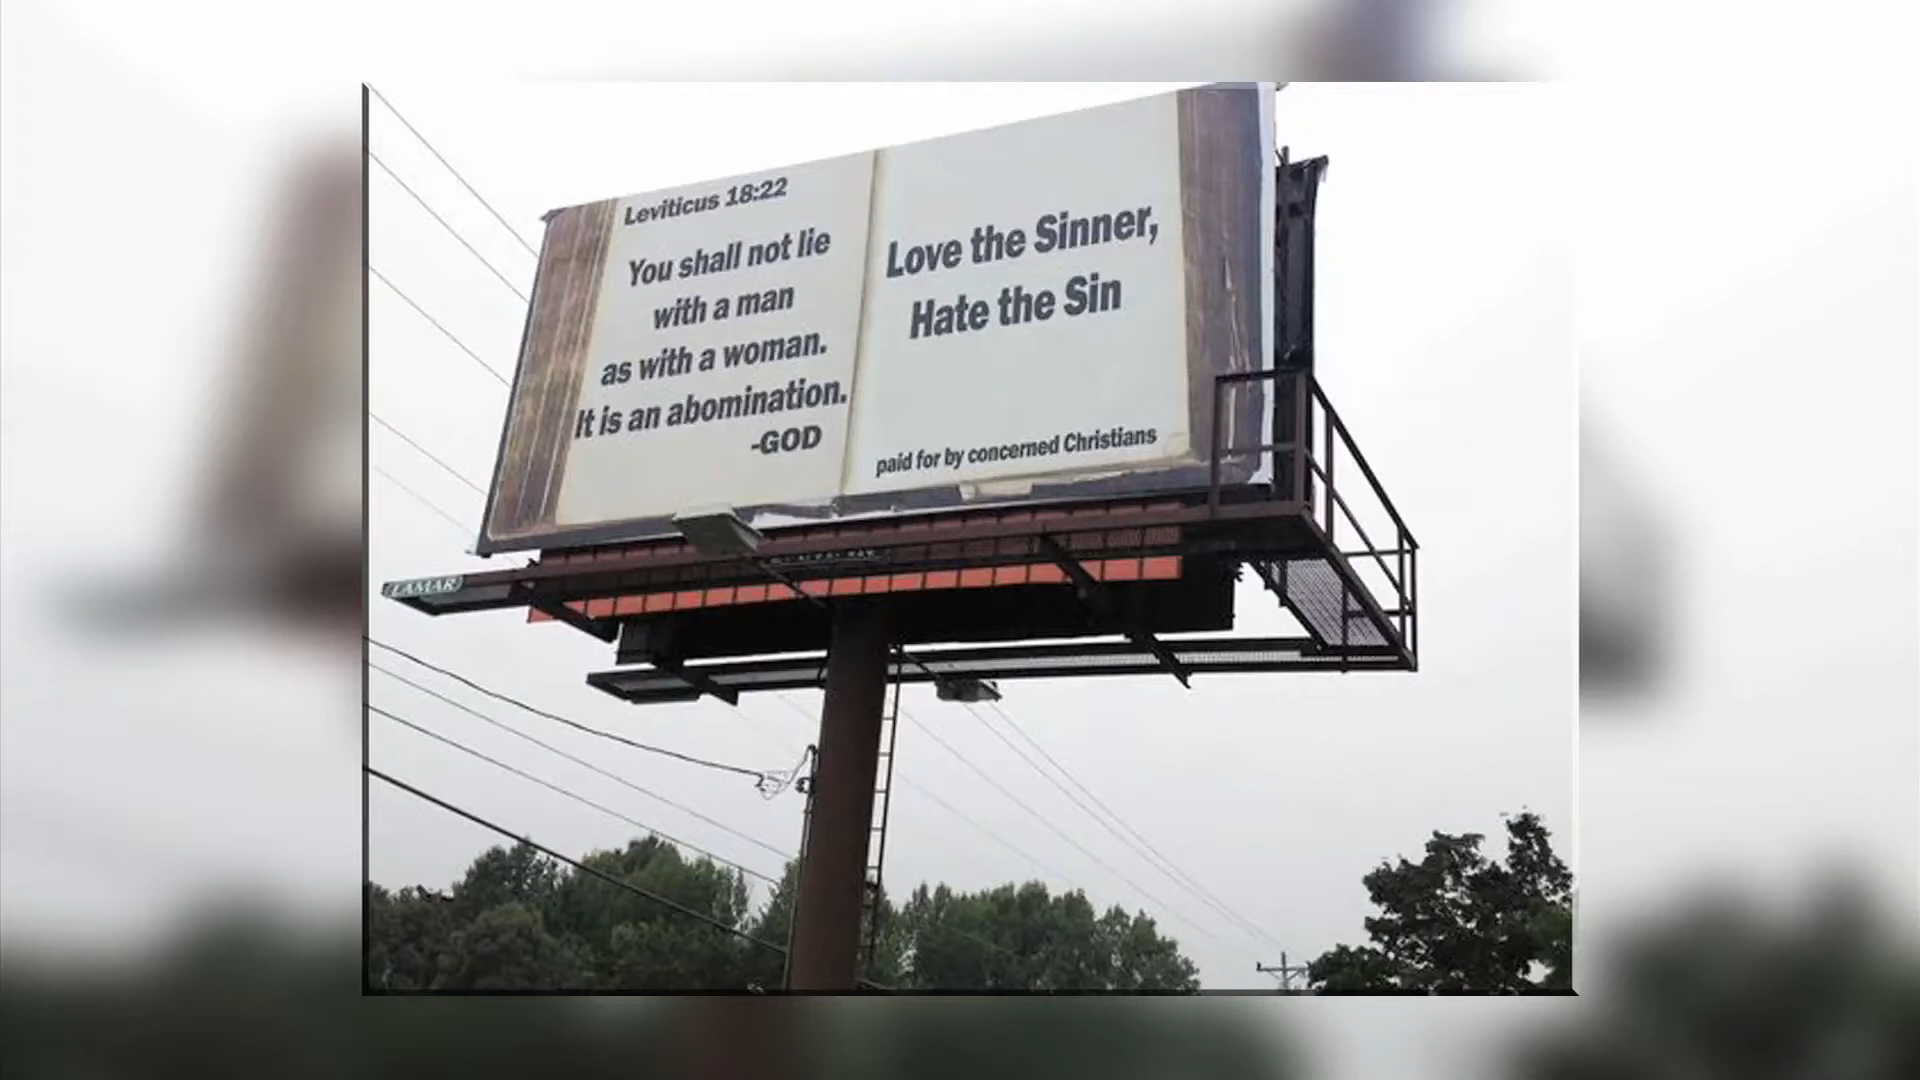 Leviticus 18:22
You shall not lie
with a man
as with a woman.
It is an abomination.
-GOD
Love the Sinner,
Hate the Sin
paid for by concerned Christians
LAMAR